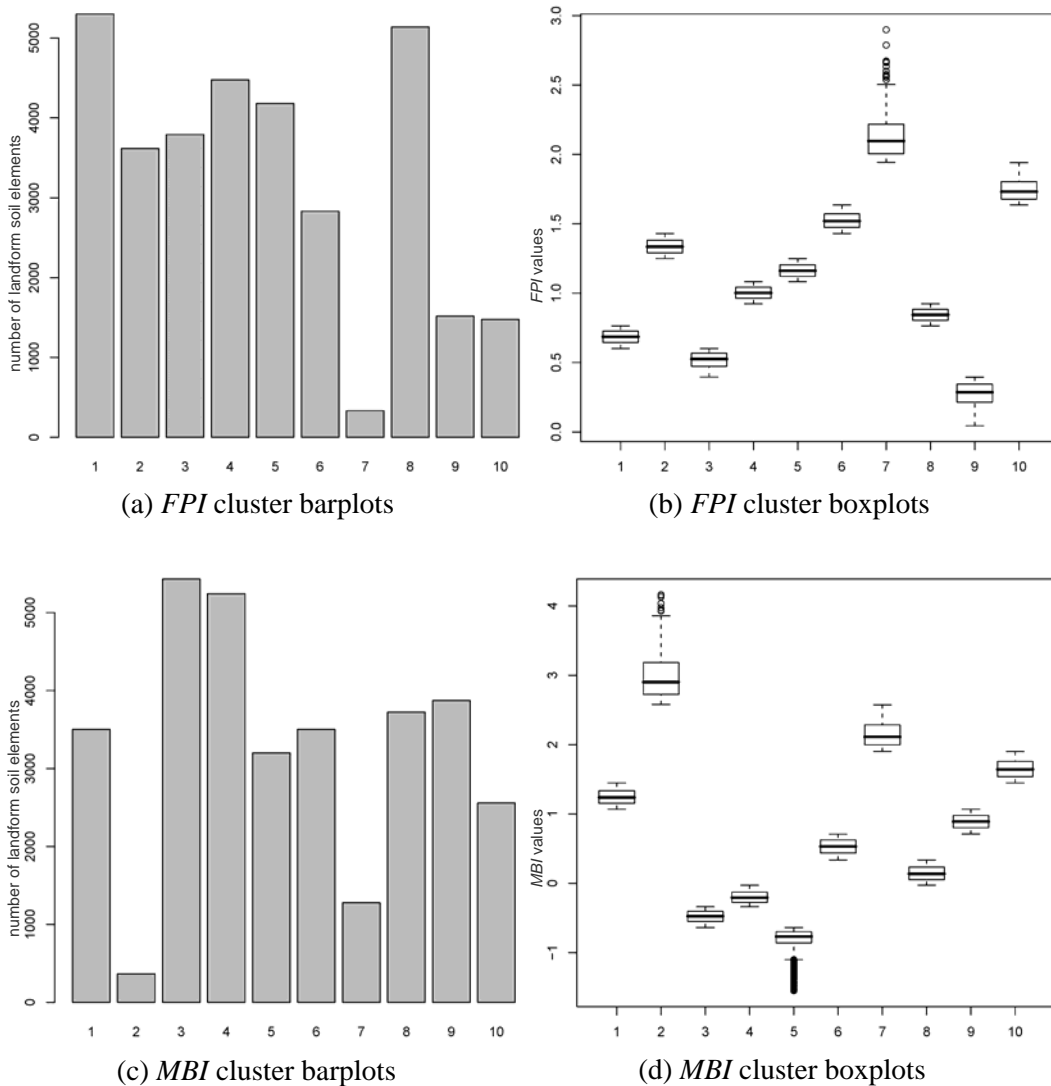 number of landform soil elements
5000
4000
3000
2000
1000
0
1 2 3 4 5 6 7 8 9 10
(a) FPI cluster barplots
FPI values
3.0
2.5
2.0
1.5
1.0
0.5
0.0
1 2 3 4 5 6 7 8 9 10
(b) FPI cluster boxplots
number of landform soil elements
5000
4000
3000
2000
1000
0
1 2 3 4 5 6 7 8 9 10
(c) MBI cluster barplots
MBI values
4
3
2
1
0
−1
1 2 3 4 5 6 7 8 9 10
(d) MBI cluster boxplots